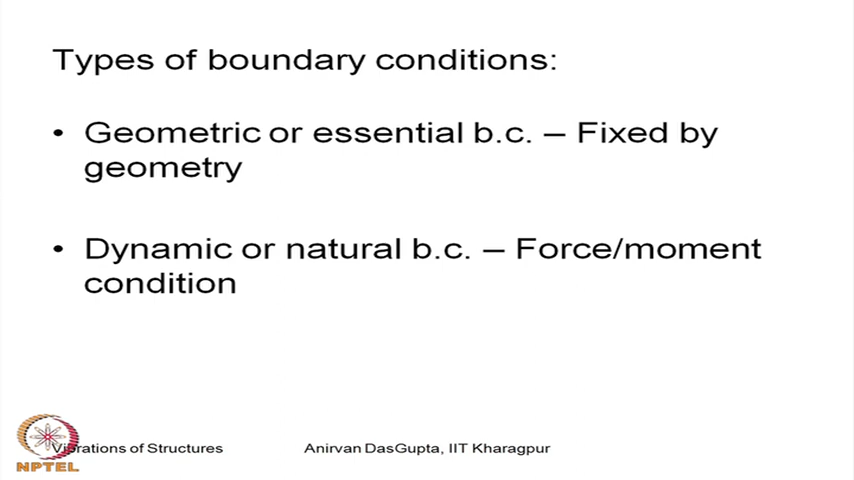 Types of boundary conditions:
• Geometric or essential b.c. – Fixed by
geometry
• Dynamic or natural b.c. – Force/moment
condition
Vibrations of Structures
Anirvan DasGupta, IIT Kharagpur
NPTEL